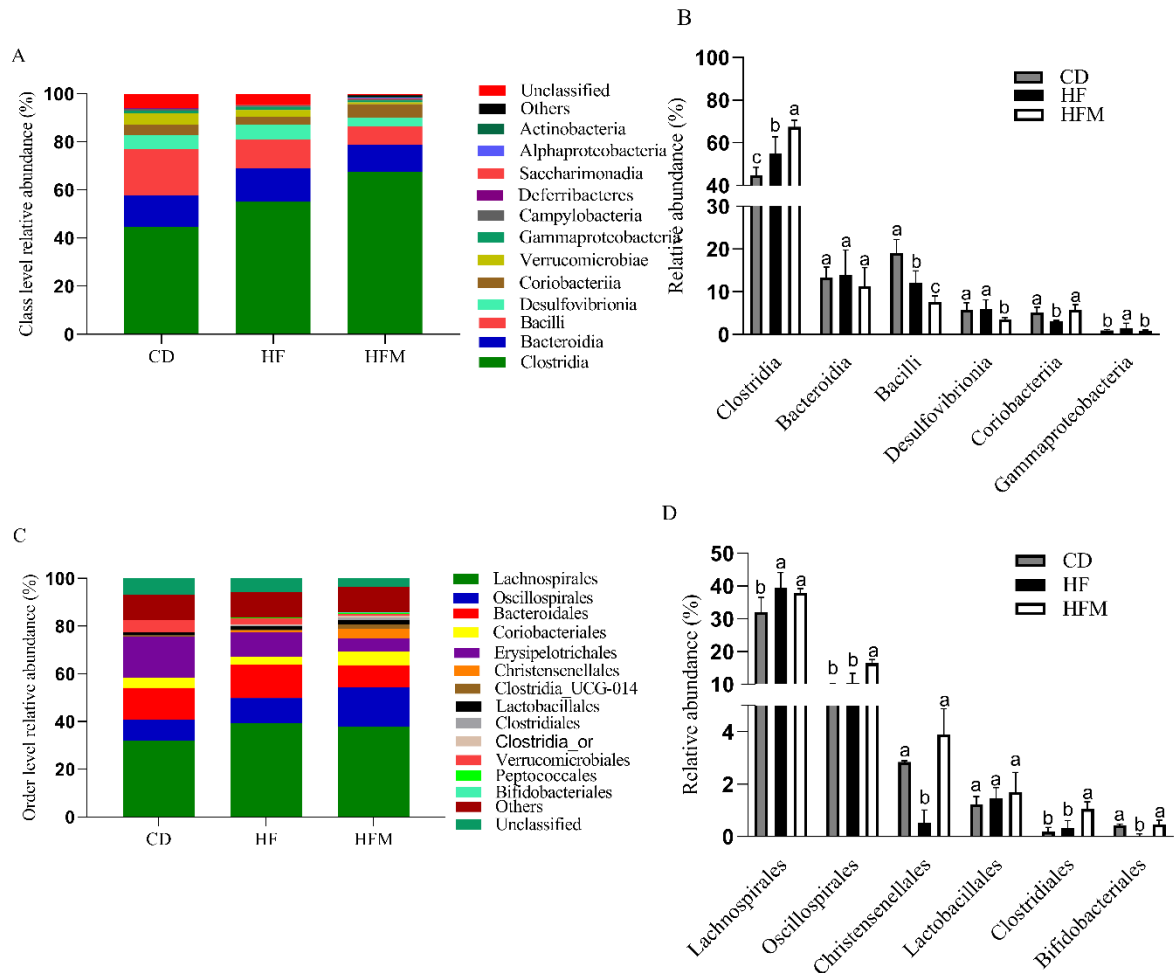 A
Class level relative abundance (%)
100
80
60
40
20
0
CD
HF
HFM
Unclassified
Others
Actinobacteria
Alphaproteobacteria
Saccharimonadia
Deferribacteres
Campylobacteria
Gammaproteobacteria
Verrucomicrobiae
Coriobacteriia
Desulfovibrionia
Bacilli
Bacteroidia
Clostridia
B
Relative abundance (%)
100
80
60
40
30
20
10
0
CD
HF
HFM
c b a
a a a
a b c
a a b
a b a
b a b
Clostridia
Bacteroidia
Bacilli
Desulfovibrionia
Coriobacteriia
Gammaproteobacteria
C
Order level relative abundance (%)
100
80
60
40
20
0
CD
HF
HFM
Lachnospirales
Oscillospirales
Bacteroidales
Coriobacteriales
Erysipelotrichales
Christensenellales
Clostridia_UCG-014
Lactobacillales
Clostridiales
Clostridia_or
Verrucomicrobiales
Peptococcales
Bifidobacteriales
Others
Unclassified
D
Relative abundance (%)
50
40
30
20
10
4
2
0
CD
HF
HFM
b a a
b b a
a b a
a a a
b b a
a b a
Lachnospirales
Oscillospirales
Christensenellales
Lactobacillales
Clostridiales
Bifidobacteriales